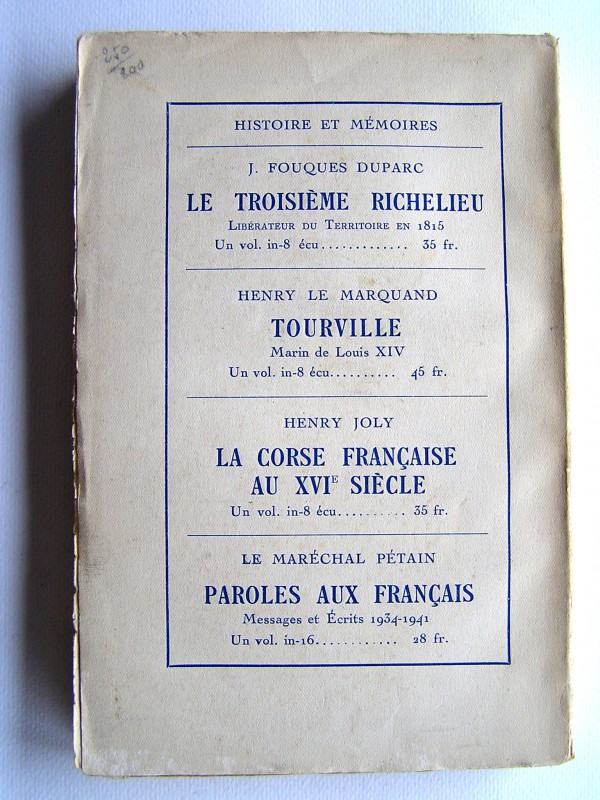 250
200
HISTOIRE ET MÉMOIRES
J. FOUQUES DUPARC
LE TROISIÈME RICHELIEU
LIBÉRATEUR DU TERRITOIRE EN 1815
Un vol. in-8 écu ............. 35 fr.
HENRY LE MARQUAND
TOURVILLE
Marin de Louis XIV
Un vol. in-8 écu.......... 45 fr.
HENRY JOLY
LA CORSE FRANÇAISE
AU XVIE SIÈCLE
Un vol. in-8 écu.......... 35 fr.
LE MARÉCHAL PÉTAIN
PAROLES AUX FRANÇAIS
Messages et Écrits 1934-1941
Un vol. in-16............ 28 fr.